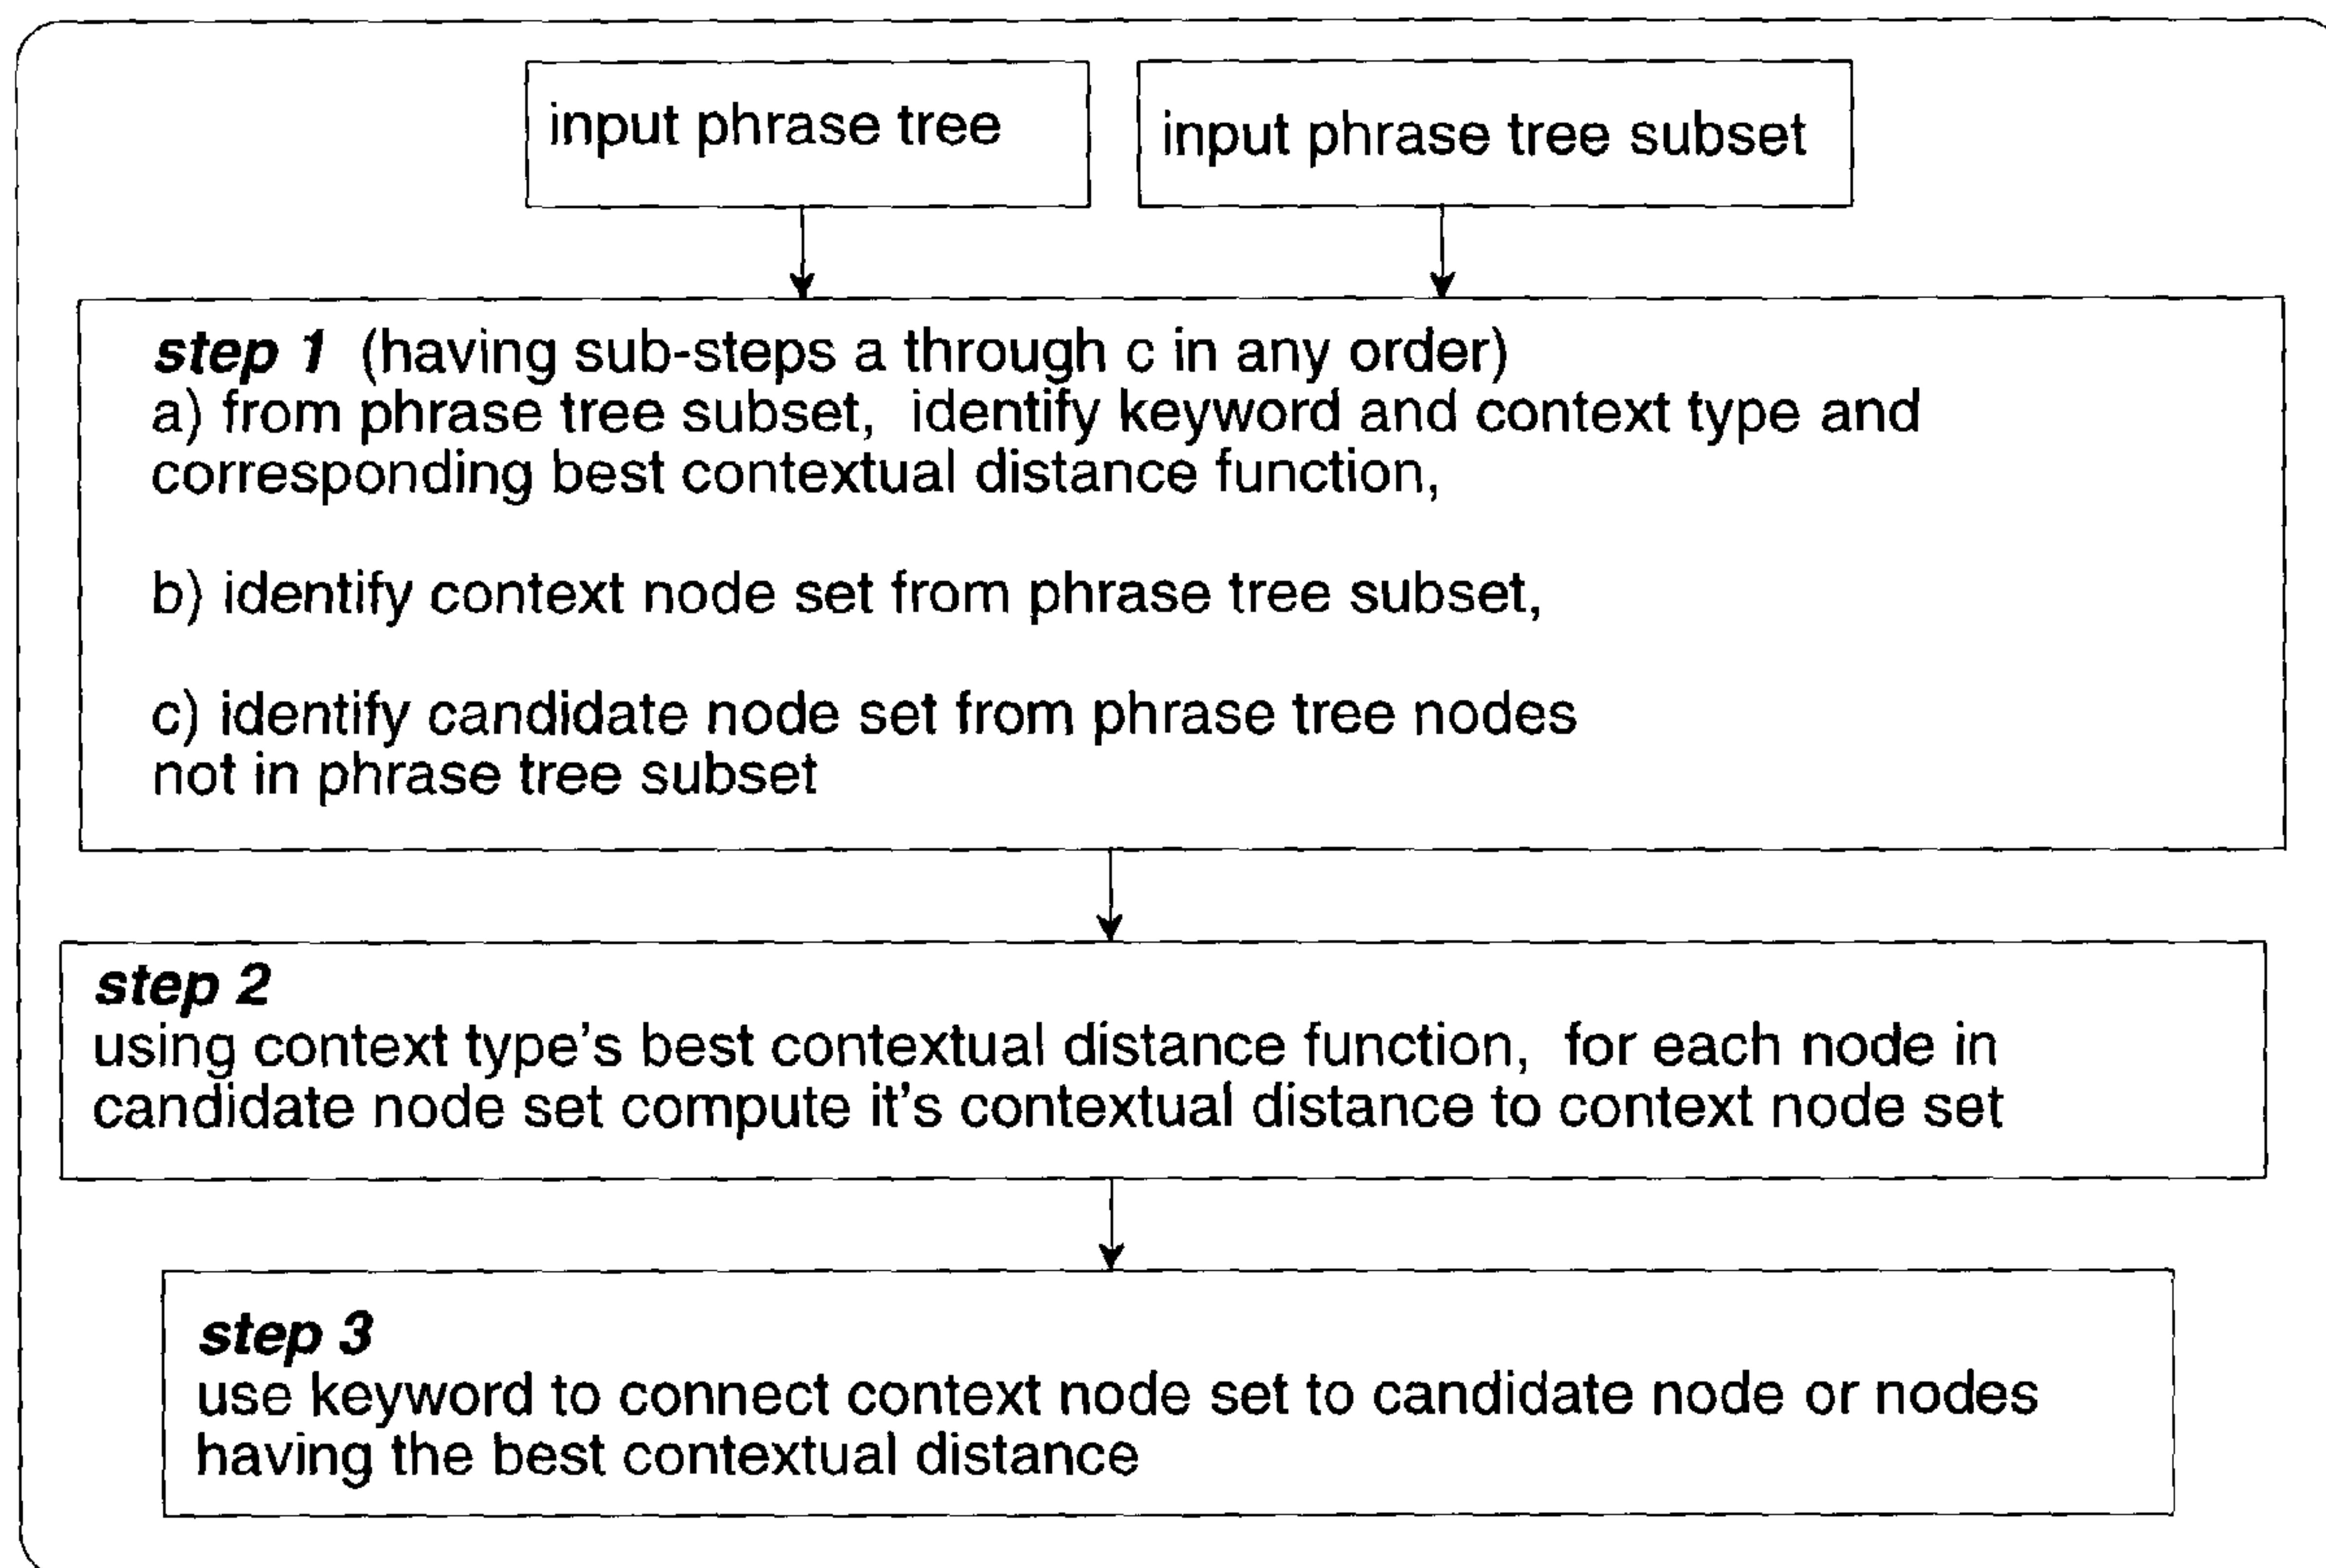 input phrase tree
input phrase tree subset
step 1 (having sub-steps a through c in any order)
a) from phrase tree subset, identify keyword and context type and
corresponding best contextual distance function,
b) identify context node set from phrase tree subset,
c) identify candidate node set from phrase tree nodes
not in phrase tree subset
step 2
using context type's best contextual distance function, for each node in
candidate node set compute it's contextual distance to context node set
step 3
use keyword to connect context node set to candidate node or nodes
having the best contextual distance